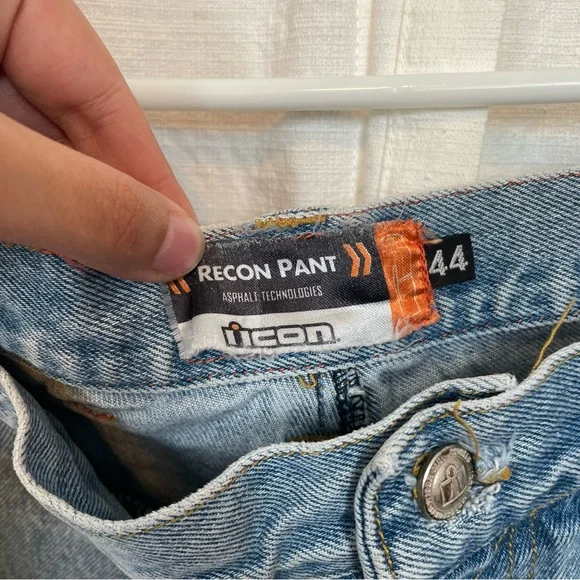 « RECON PANT »
ASPHALT TECHNOLOGIES
icon
44